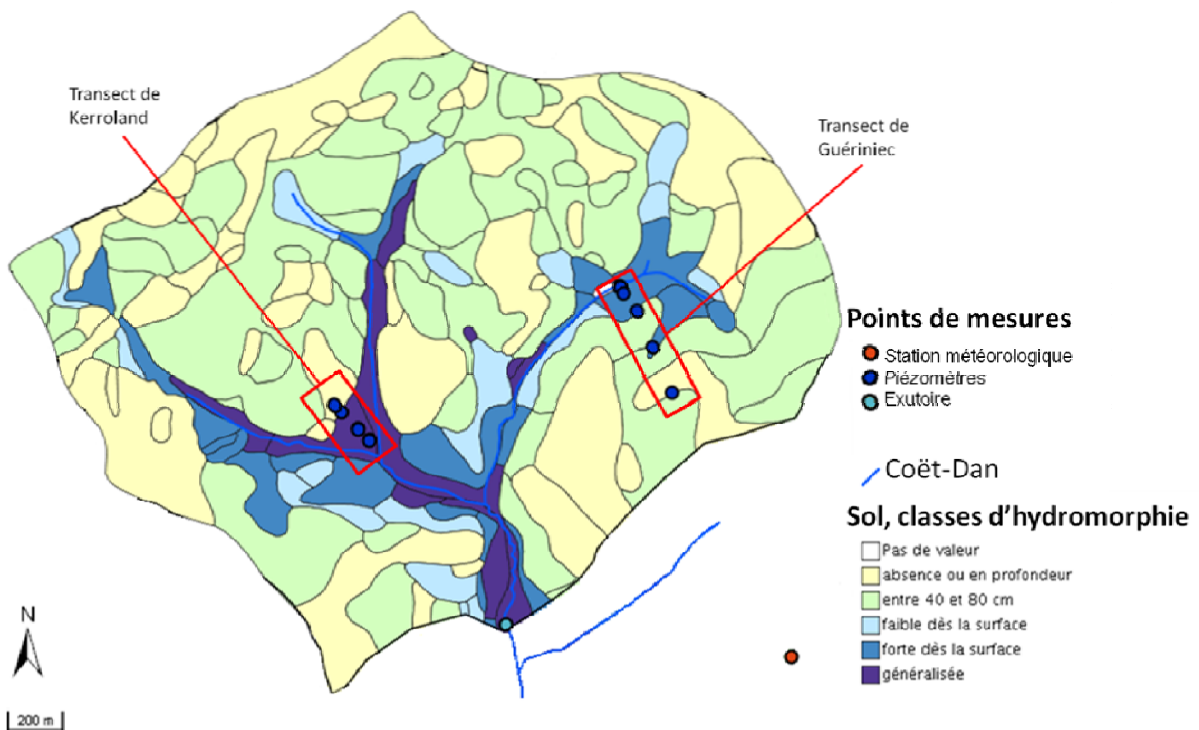 Transect de
Kerroland
Transect de
Guériniec
Points de mesures
Station météorologique
Piézomètres
Exutoire
Coët-Dan
Sol, classes d'hydromorphie
Pas de valeur
absence ou en profondeur
entre 40 et 80 cm
faible dès la surface
forte dès la surface
généralisée
N
200 m